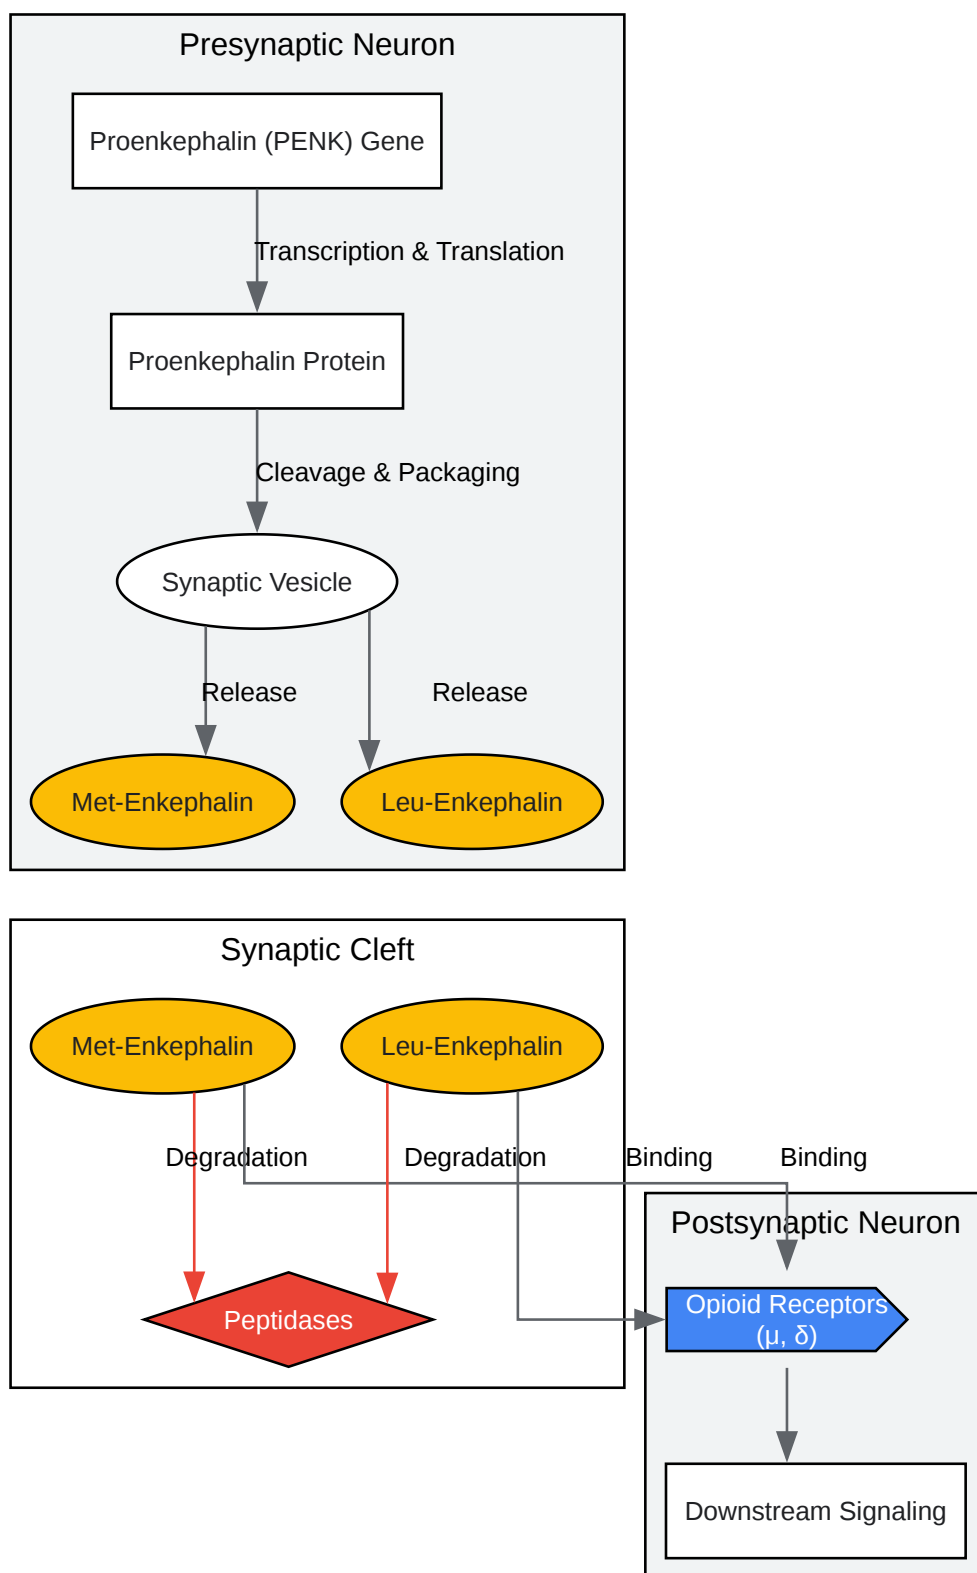 Presynaptic Neuron
Proenkephalin (PENK) Gene
Transcription & Translation
Proenkephalin Protein
Cleavage & Packaging
Synaptic Vesicle
Release
Release
Met-Enkephalin
Leu-Enkephalin
Synaptic Cleft
Met-Enkephalin
Leu-Enkephalin
Degradation
Degradation
Binding
Binding
Postsynaptic Neuron
Peptidases
Opioid Receptors
(μ, δ)
Downstream Signaling